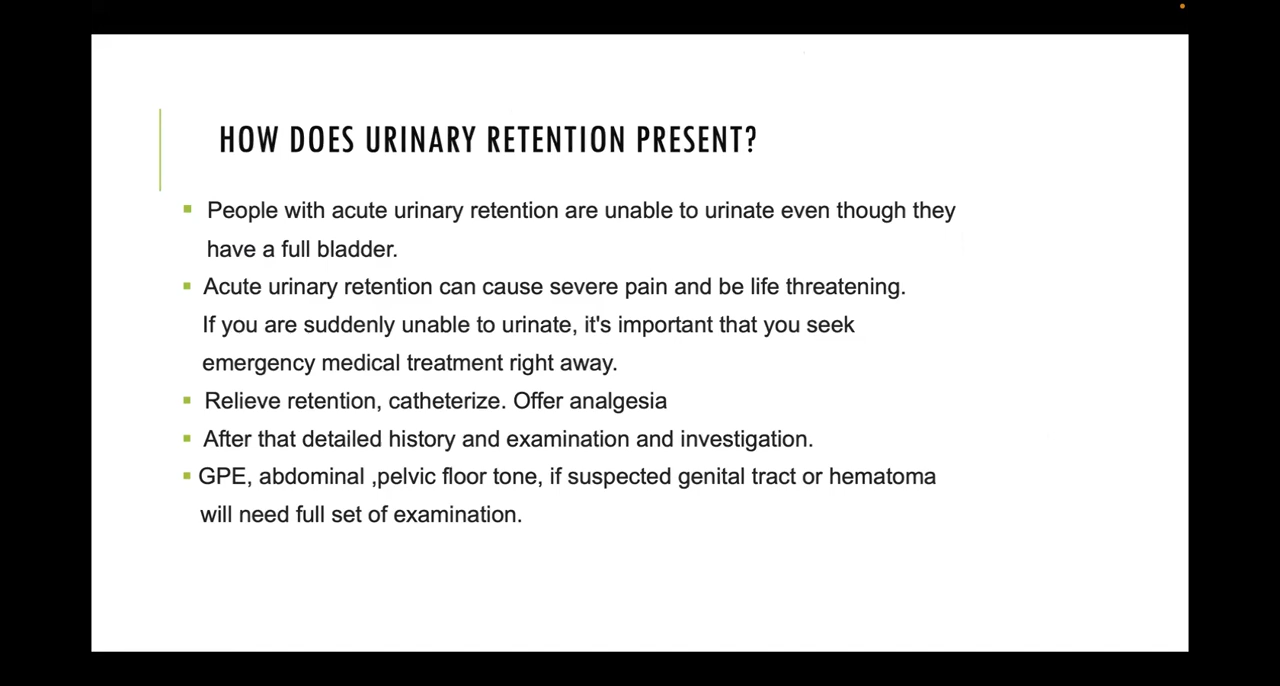 HOW DOES URINARY RETENTION PRESENT?
▪ People with acute urinary retention are unable to urinate even though they
have a full bladder.
▪ Acute urinary retention can cause severe pain and be life threatening.
If you are suddenly unable to urinate, it's important that you seek
emergency medical treatment right away.
▪ Relieve retention, catheterize. Offer analgesia
▪ After that detailed history and examination and investigation.
▪ GPE, abdominal ,pelvic floor tone, if suspected genital tract or hematoma
will need full set of examination.